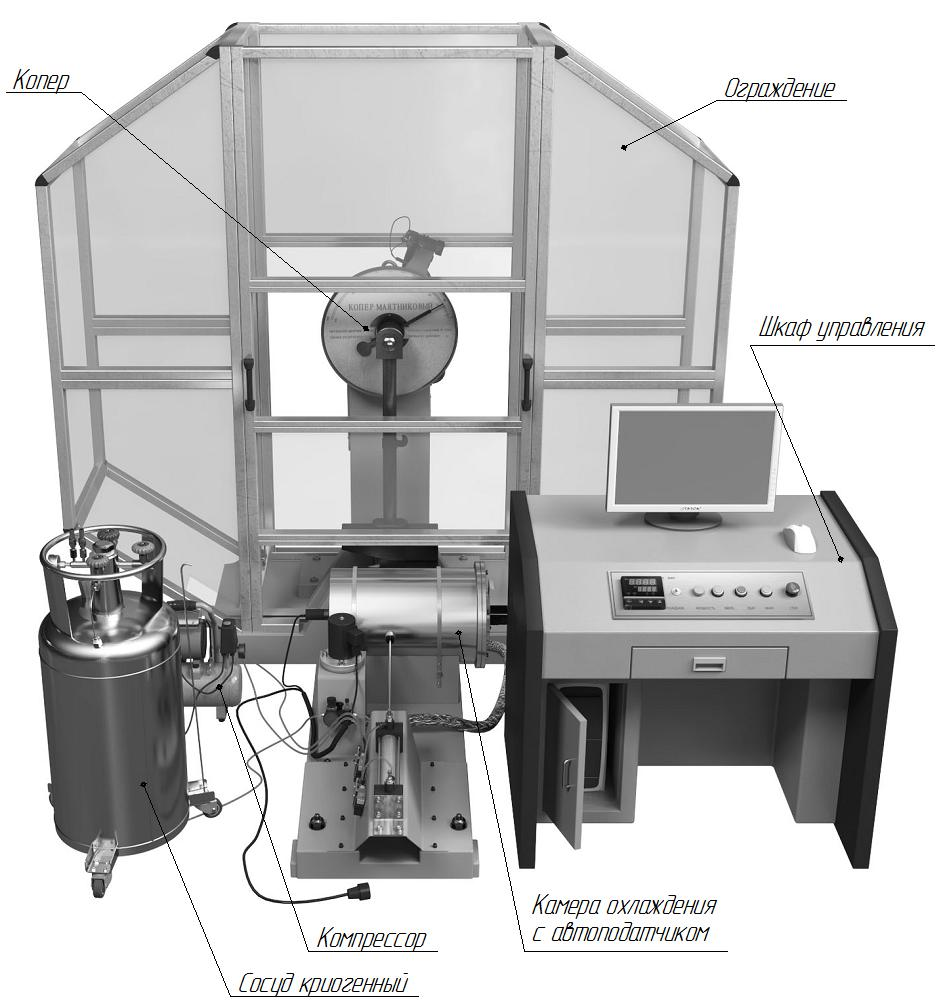 Копер
Ограждение
КОПЕР МАЯТНИКОВЫЙ
Шкаф управления
Камера охлаждения
с автоподатчиком
Компрессор
Сосуд криогенный